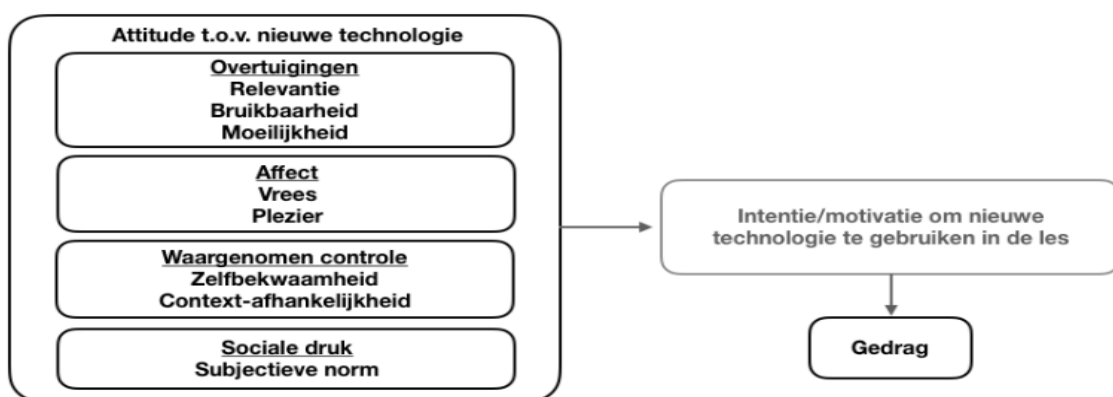 Attitude t.o.v. nieuwe technologie
Overtuigingen
Relevantie
Bruikbaarheid
Moeilijkheid
Affect
Vrees
Plezier
Waargenomen controle
Zelfbekwaamheid
Context-afhankelijkheid
Sociale druk
Subjectieve norm
Intentie/motivatie om nieuwe
technologie te gebruiken in de les
Gedrag